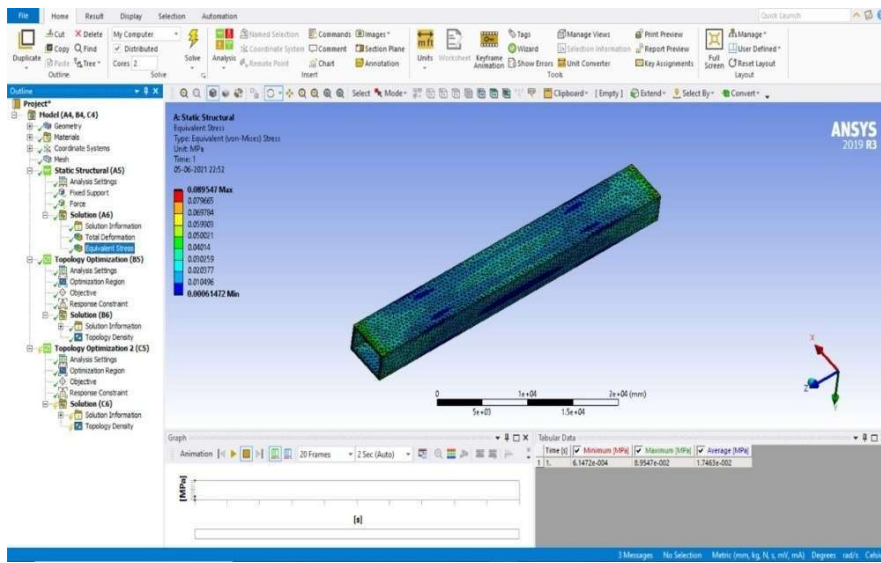 File Home Result Display Selection Automation Quick Launch
Cut Delete My Computer Named Selection Commands Images Tags Manage Views Print Preview Manage
Copy Find Distributed Coordinate System Comment Section Plane Wizard Selection Information Report Preview User Defined
Duplicate Paste Tree Cores 2 Solve Analysis Remote Point Chart Annotation Units Worksheet Keyframe Animation Show Errors Unit Converter Key Assignments Full Screen Reset Layout
Outline Solve Insert Tools Layout
Outline
Select Mode Clipboard [Empty] Extend Select By Convert
Project*
Model (A4, B4, C4)
Geometry
Materials
Coordinate Systems
Mesh
Static Structural (A5)
Analysis Settings
Fixed Support
Force
Solution (A6)
Solution Information
Total Deformation
Equivalent Stress
Topology Optimization (B5)
Analysis Settings
Optimization Region
Objective
Response Constraint
Solution (B6)
Solution Information
Topology Density
Topology Optimization 2 (C5)
Analysis Settings
Optimization Region
Objective
Response Constraint
Solution (C6)
Solution Information
Topology Density
A: Static Structural
Equivalent Stress
Type: Equivalent (von-Mises) Stress
Unit: MPa
Time: 1
05-06-2021 22:52
0.089547 Max
0.079665
0.069784
0.059903
0.050021
0.04014
0.030259
0.020377
0.010496
0.00061472 Min
ANSYS
2019 R3
0 1e+04 2e+04 (mm)
5e+03 1.5e+04
X
Y
Z
Graph
Animation 20 Frames 2 Sec (Auto)
[MPa]
[s]
Tabular Data
Time [s] Minimum [MPa] Maximum [MPa] Average [MPa]
1 1. 6.1472e-004 8.9547e-002 1.7463e-002
3 Messages No Selection Metric (mm, kg, N, s, mV, mA) Degrees rad/s Celsi